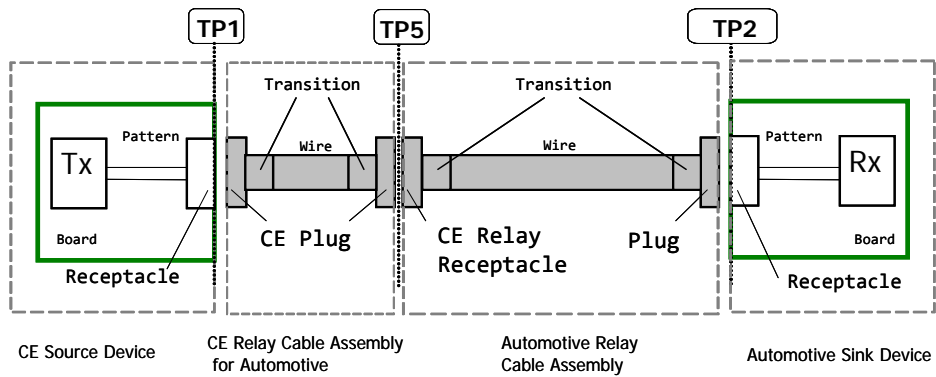 TP1
TP5
TP2
Transition
Transition
Pattern
Wire
Wire
Pattern
Tx
Rx
CE Plug
CE Relay
Receptacle
Plug
Board
Board
Receptacle
Receptacle
CE Source Device
CE Relay Cable Assembly
for Automotive
Automotive Relay
Cable Assembly
Automotive Sink Device